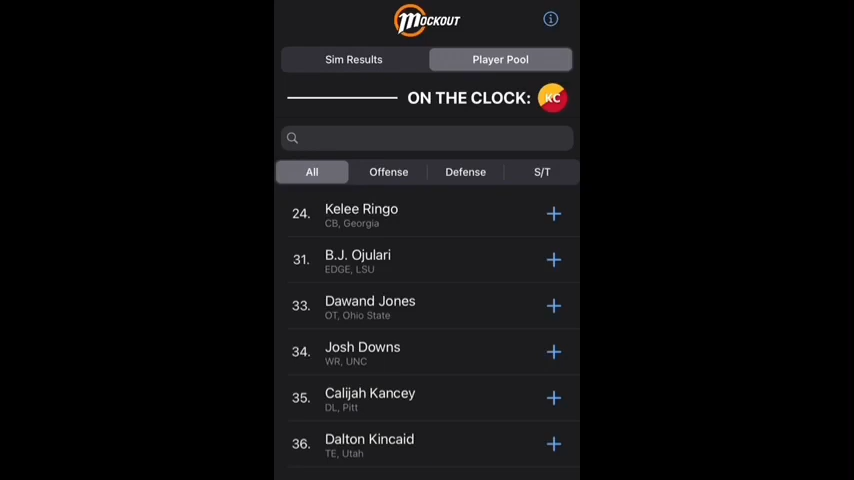 MOCKOUT
Sim Results
Player Pool
ON THE CLOCK: KC
All
Offense
Defense
S/T
24.
Kelee Ringo
CB, Georgia
31.
B.J. Ojulari
EDGE, LSU
33.
Dawand Jones
OT, Ohio State
34.
Josh Downs
WR, UNC
35.
Calijah Kancey
DL, Pitt
36.
Dalton Kincaid
TE, Utah